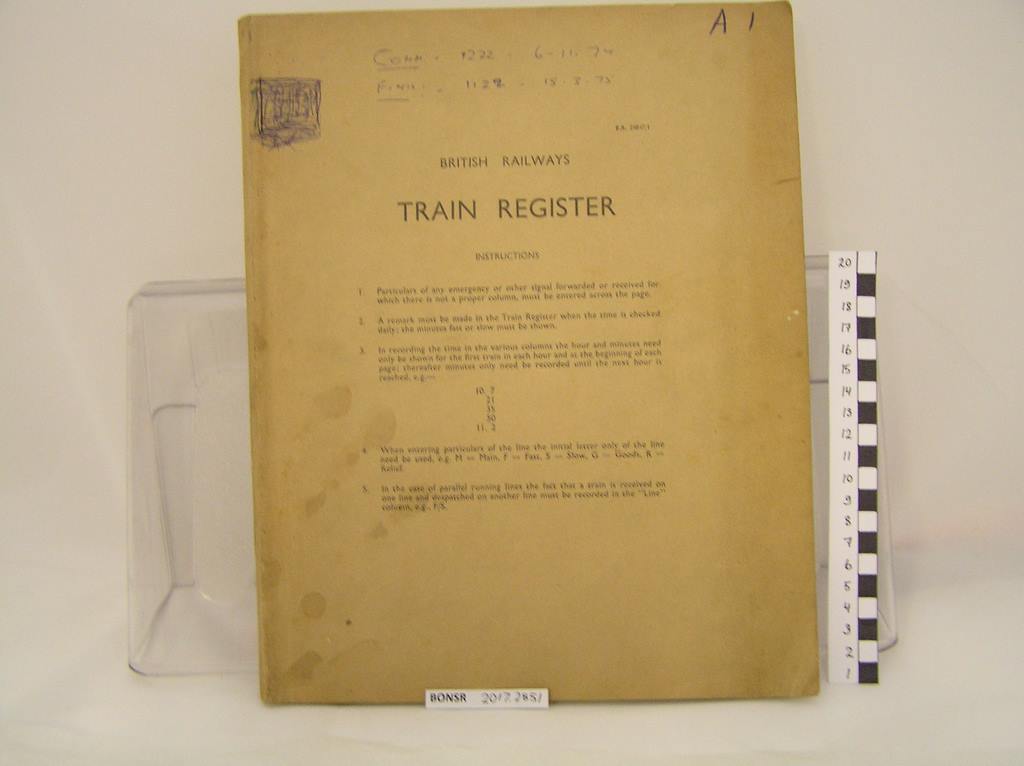 A 1
Comm - 1222 - 6-11.74
Finn: - 1128 - 15.3.75
BRITISH RAILWAYS
TRAIN REGISTER
INSTRUCTIONS
1. Particulars of any emergency or other signal forwarded or received for
which there is not a proper column, must be entered across the page.
2. A remark must be made in the Train Register when the time is checked
daily; the minutes fast or slow must be shown.
3. In recording the time in the various columns the hour and minutes need
only be shown for the first train in each hour and at the beginning of each
page; thereafter minutes only need be recorded until the next hour is
reached, e.g.—
10. 7
21
35
50
11. 2
4. When entering particulars of the line the initial letter only of the line
need be used, e.g. M — Main, F — Fast, S — Slow, G — Goods, R —
Relief.
5. In the case of parallel running lines the fact that a train is received on
one line and despatched on another line must be recorded in the "Line"
column, e.g., F/S.
20
19
18
17
16
15
14
13
12
11
10
9
8
7
6
5
4
3
2
1
BONSR 2017.2851